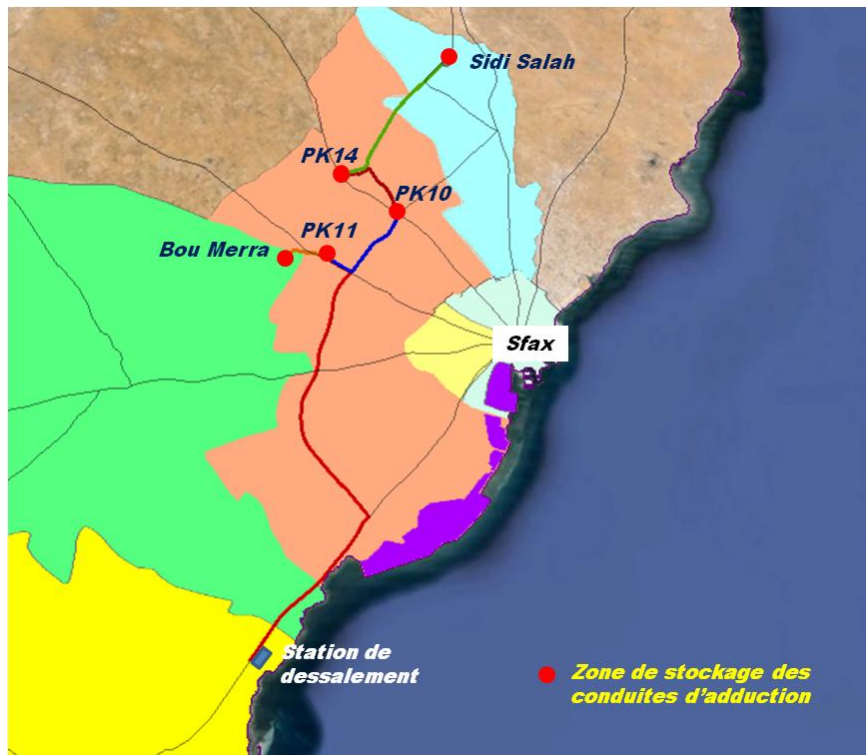 Sidi Salah
PK14
PK10
PK11
Bou Merra
Sfax
Station de
dessalement
Zone de stockage des
conduites d'adduction